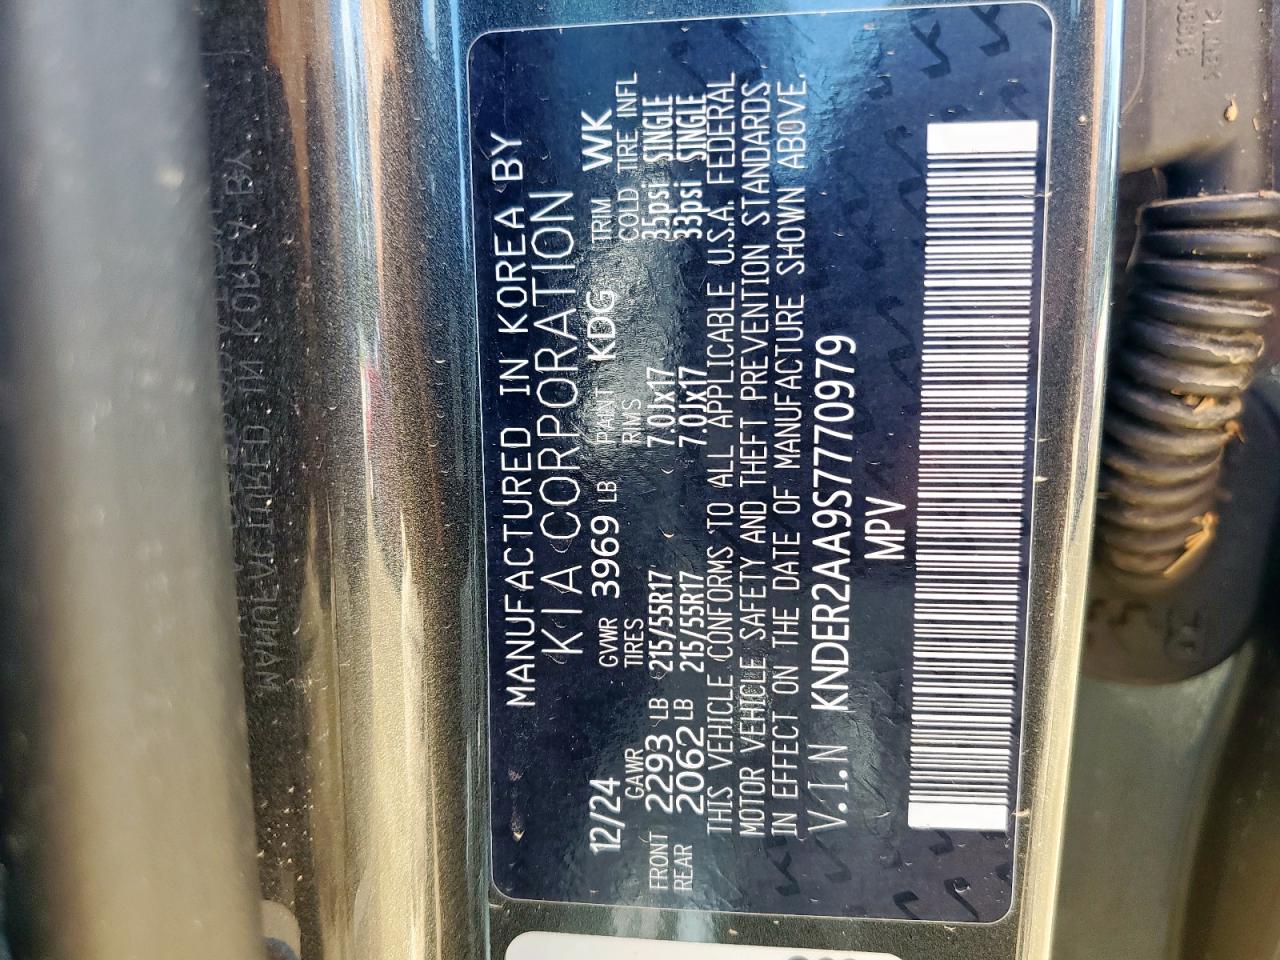 MANUFACTURED IN KOREA BY
KIA CORPORATION
12/24 GVWR 3969 LB PAINT KDG TRIM WK
GAWR TIRES RIMS COLD TIRE INFL
FRONT 2293 LB 215/55R17 7.0Jx17 35psi SINGLE
REAR 2062 LB 215/55R17 7.0Jx17 33psi SINGLE
THIS VEHICLE CONFORMS TO ALL APPLICABLE U.S.A. FEDERAL
MOTOR VEHICLE SAFETY AND THEFT PREVENTION STANDARDS
IN EFFECT ON THE DATE OF MANUFACTURE SHOWN ABOVE.
V.I.N KNDER2AA9S7770979
MPV